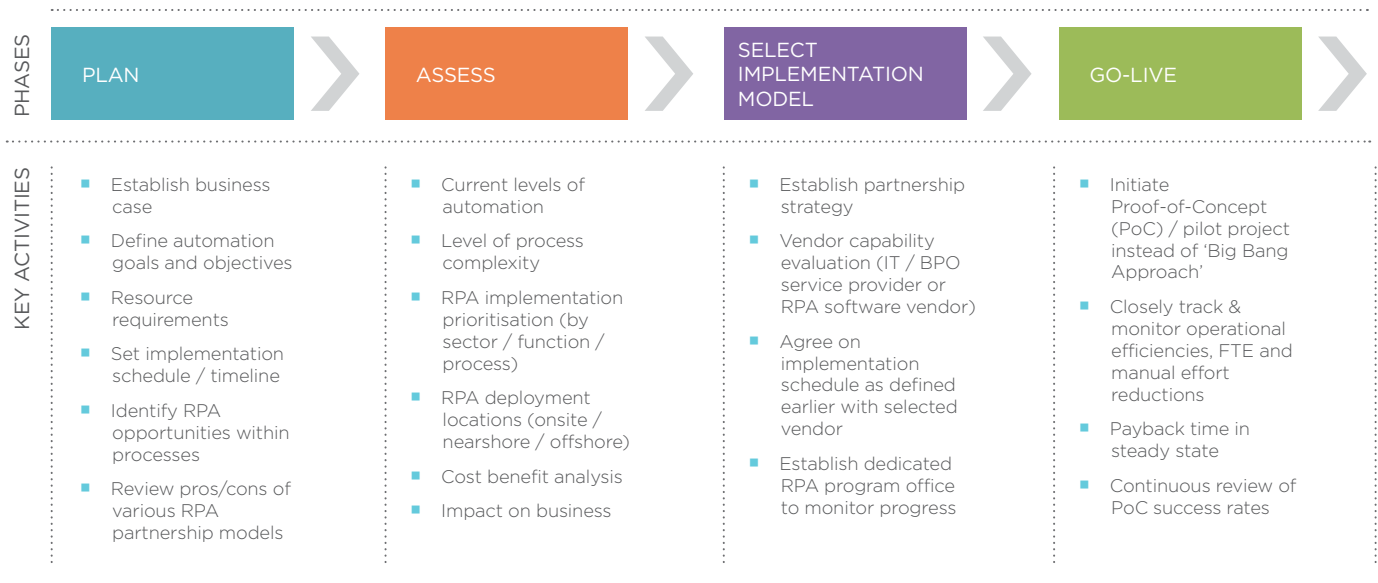 PHASES
PLAN
ASSESS
SELECT
IMPLEMENTATION
MODEL
GO-LIVE
KEY ACTIVITIES
Establish business
case
Define automation
goals and objectives
Resource
requirements
Set implementation
schedule / timeline
Identify RPA
opportunities within
processes
Review pros/cons of
various RPA
partnership models
Current levels of
automation
Level of process
complexity
RPA implementation
prioritisation (by
sector / function /
process)
RPA deployment
locations (onsite /
nearshore / offshore)
Cost benefit analysis
Impact on business
Establish partnership
strategy
Vendor capability
evaluation (IT / BPO
service provider or
RPA software vendor)
Agree on
implementation
schedule as defined
earlier with selected
vendor
Establish dedicated
RPA program office
to monitor progress
Initiate
Proof-of-Concept
(PoC) / pilot project
instead of ‘Big Bang
Approach’
Closely track &
monitor operational
efficiencies, FTE and
manual effort
reductions
Payback time in
steady state
Continuous review of
PoC success rates